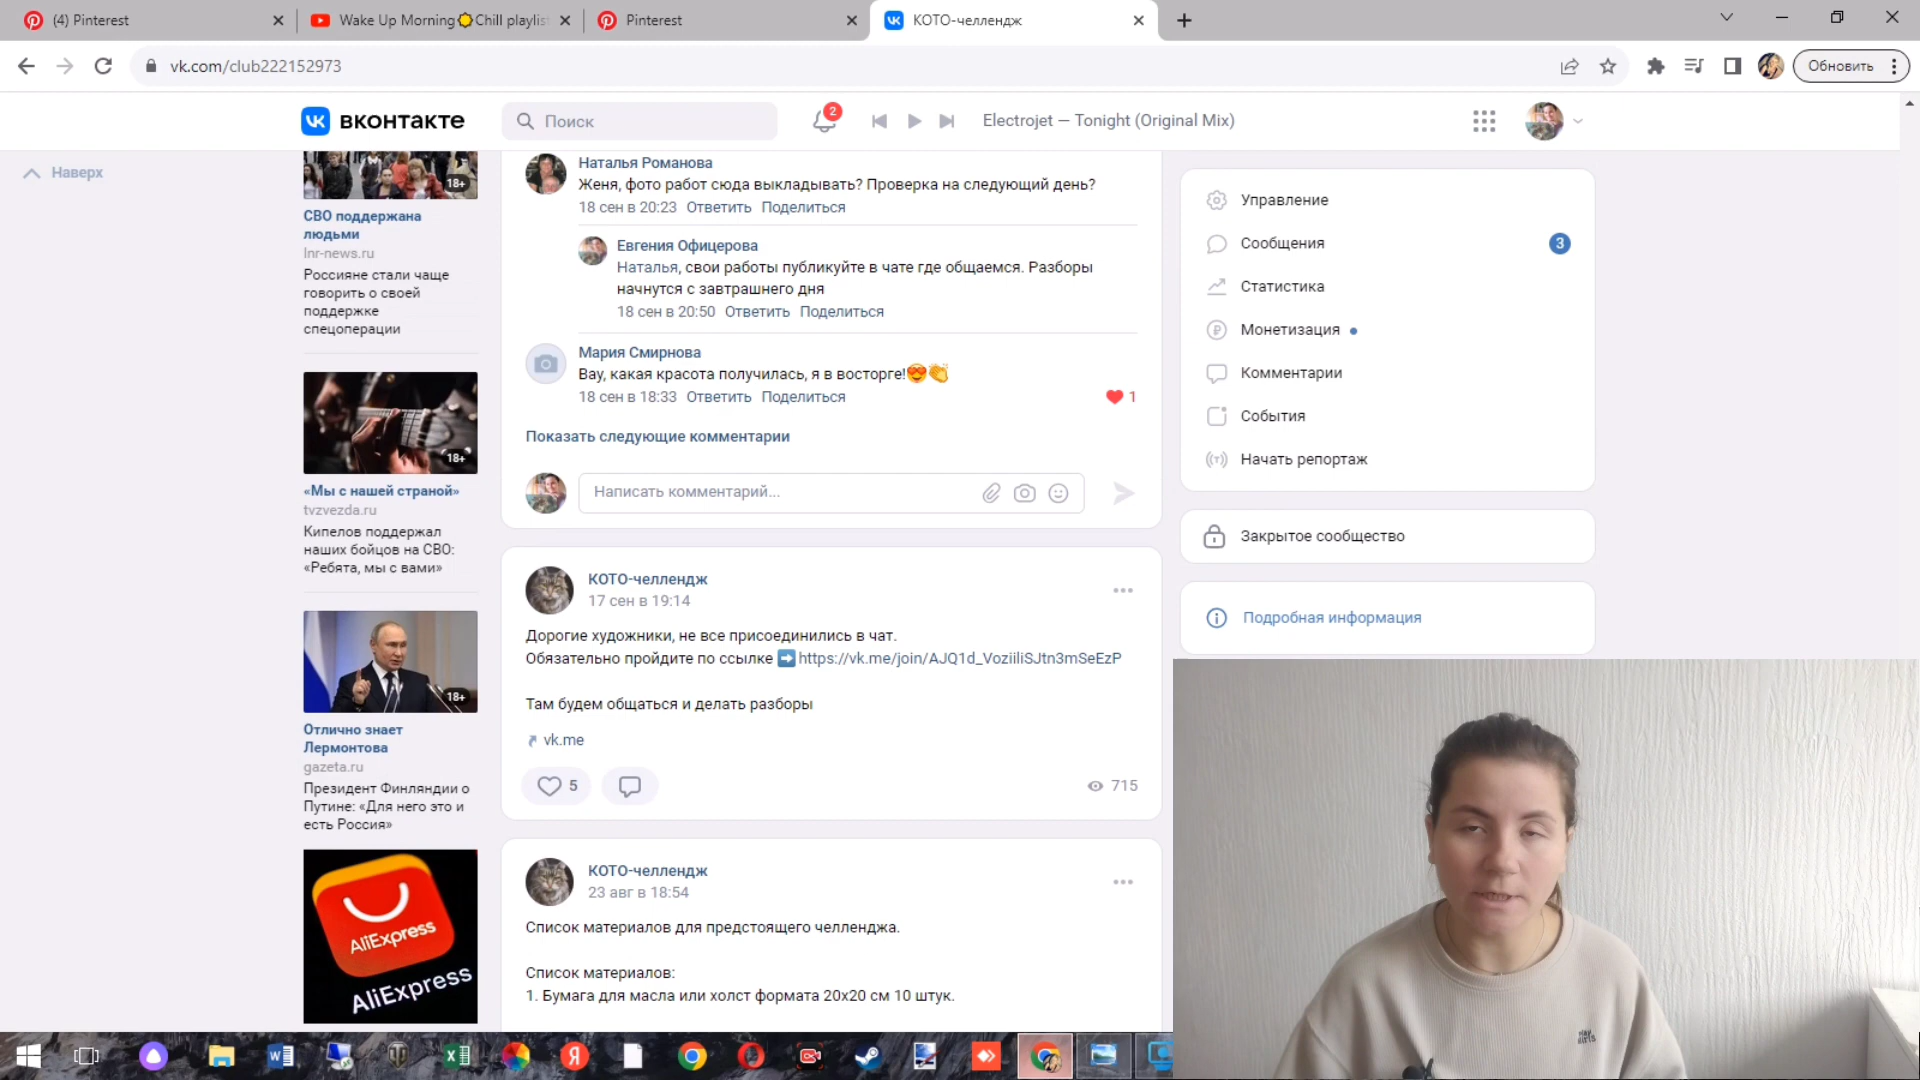 (4) Pinterest
Wake Up Morning🌞Chill playlis
Pinterest
КОТО-челлендж
vk.com/club222152973
Обновить
вконтакте
Поиск
2
Electrojet — Tonight (Original Mix)
Наверх
18+
СВО поддержана
людьми
lnr-news.ru
Россияне стали чаще
говорить о своей
поддержке
спецоперации
18+
«Мы с нашей страной»
tvzvezda.ru
Кипелов поддержал
наших бойцов на СВО:
«Ребята, мы с вами»
18+
Отлично знает
Лермонтова
gazeta.ru
Президент Финляндии о
Путине: «Для него это и
есть Россия»
AliExpress
AliExpress
Наталья Романова
Женя, фото работ сюда выкладывать? Проверка на следующий день?
18 сен в 20:23 Ответить Поделиться
Евгения Офицерова
Наталья, свои работы публикуйте в чате где общаемся. Разборы
начнутся с завтрашнего дня
18 сен в 20:50 Ответить Поделиться
Мария Смирнова
Вау, какая красота получилась, я в восторге!😍👏
18 сен в 18:33 Ответить Поделиться
1
Показать следующие комментарии
Написать комментарий...
КОТО-челлендж
17 сен в 19:14
Дорогие художники, не все присоединились в чат.
Обязательно пройдите по ссылке ➡ https://vk.me/join/AJQ1d_VoziiliSJtn3mSeEzP
Там будем общаться и делать разборы
vk.me
5
715
КОТО-челлендж
23 авг в 18:54
Список материалов для предстоящего челленджа.
Список материалов:
1. Бумага для масла или холст формата 20х20 см 10 штук.
Управление
Сообщения
3
Статистика
Монетизация
Комментарии
События
Начать репортаж
Закрытое сообщество
Подробная информация